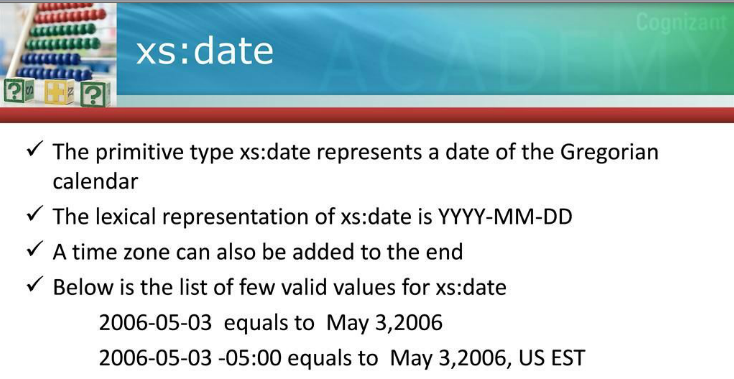 Cognizant
ACADEMY
xs:date
✓ The primitive type xs:date represents a date of the Gregorian
calendar
✓ The lexical representation of xs:date is YYYY-MM-DD
✓ A time zone can also be added to the end
✓ Below is the list of few valid values for xs:date
2006-05-03 equals to May 3,2006
2006-05-03 -05:00 equals to May 3,2006, US EST